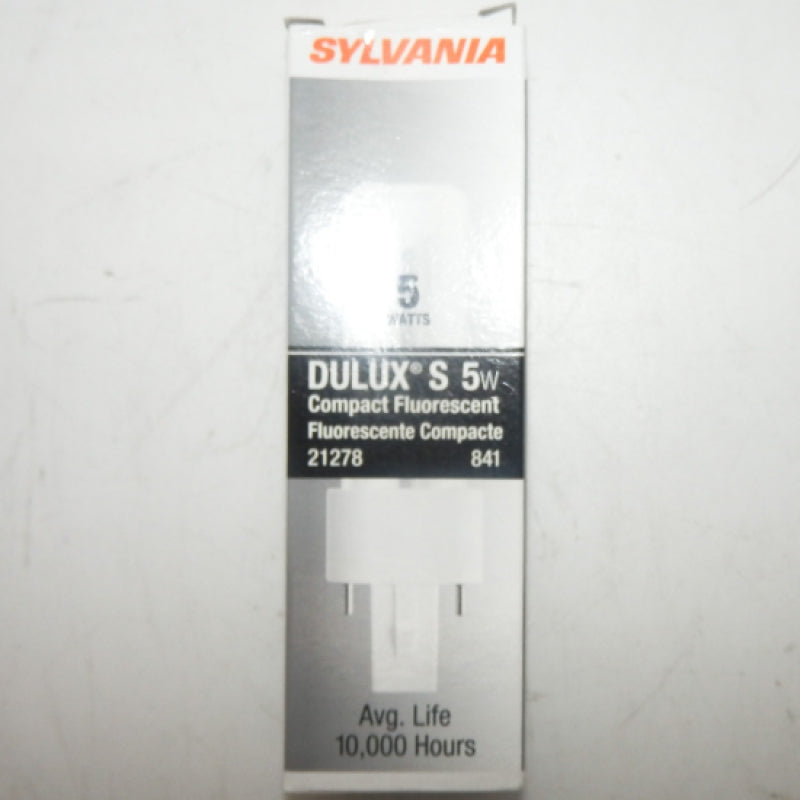 SYLVANIA
5
WATTS
DULUX® S 5W
Compact Fluorescent
Fluorescente Compacte
21278 841
Avg. Life
10,000 Hours